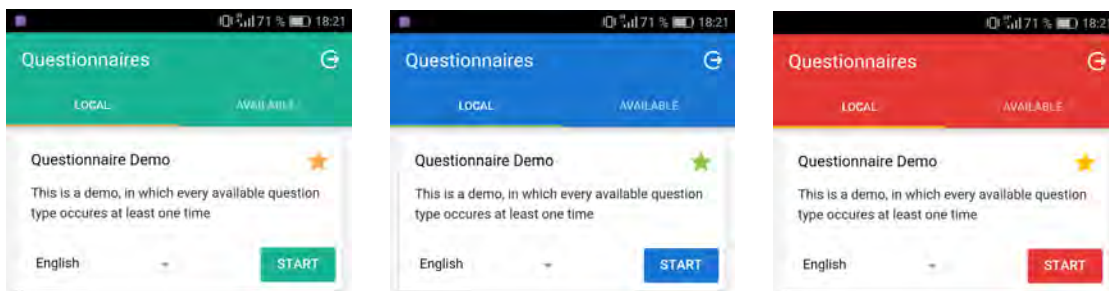 71 % 18:21
Questionnaires
LOCAL AVAILABLE
Questionnaire Demo
This is a demo, in which every available question
type occures at least one time
English START
71 % 18:21
Questionnaires
LOCAL AVAILABLE
Questionnaire Demo
This is a demo, in which every available question
type occures at least one time
English START
71 % 18:21
Questionnaires
LOCAL AVAILABLE
Questionnaire Demo
This is a demo, in which every available question
type occures at least one time
English START